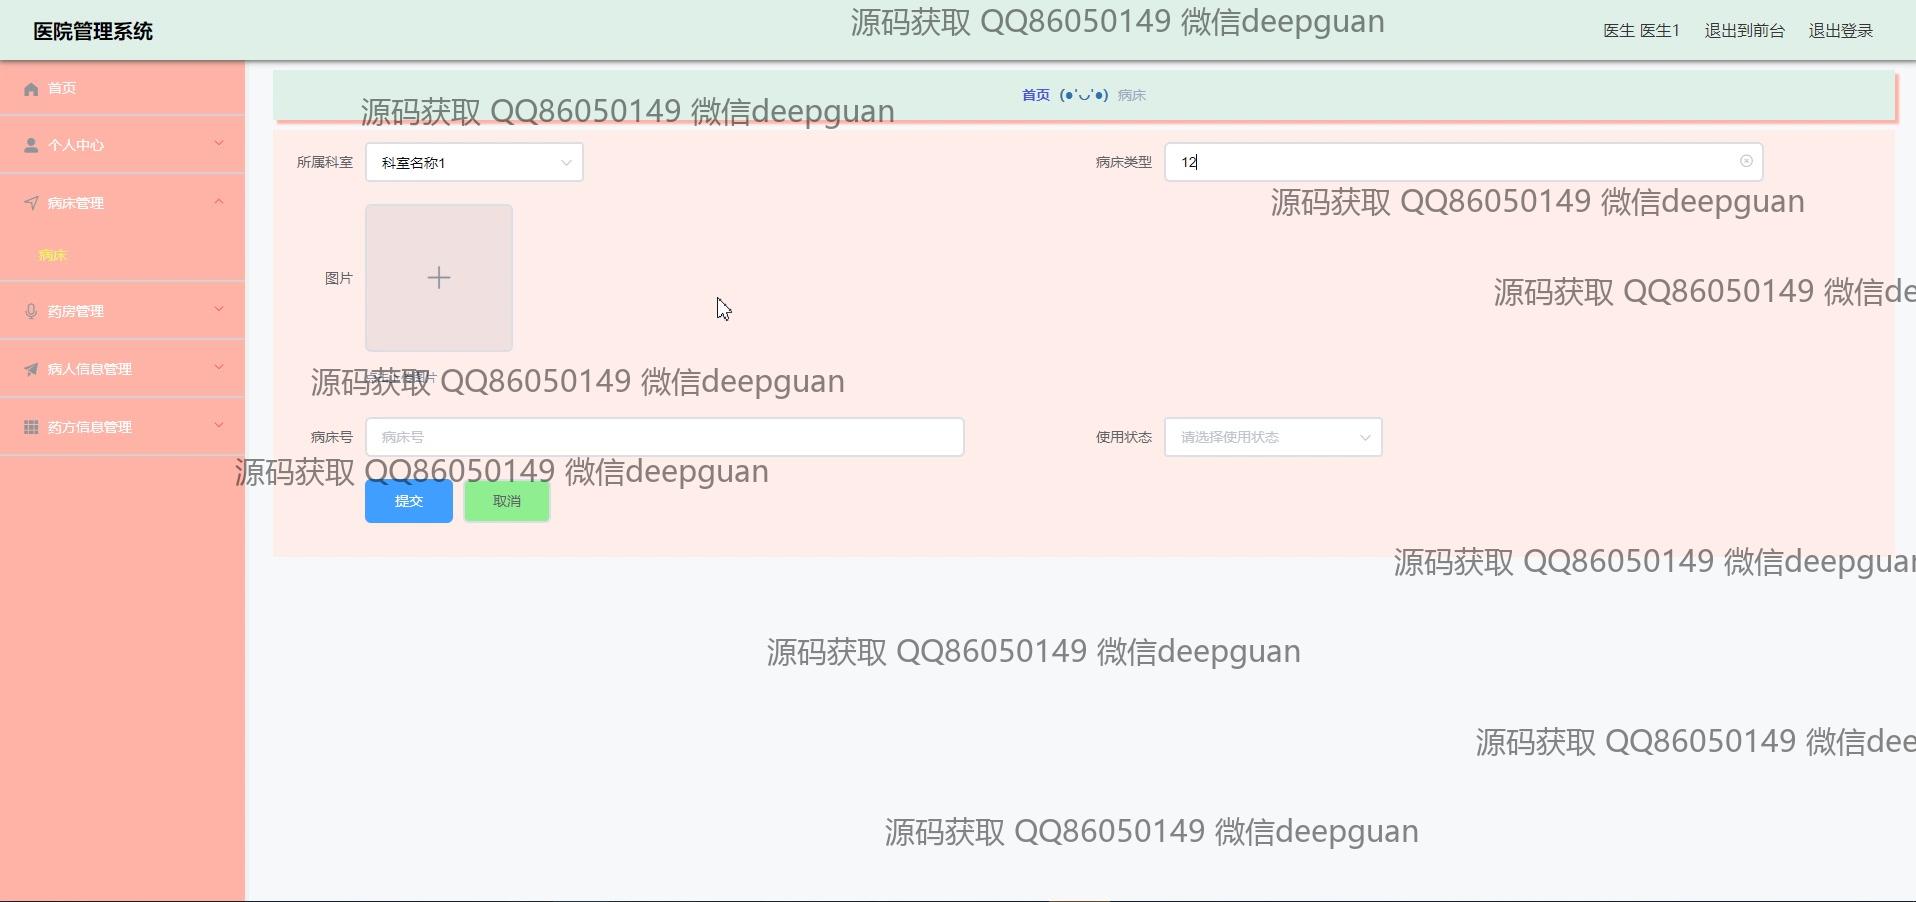 医院管理系统
源码获取 QQ86050149 微信deepguan
医生 医生1 退出到前台 退出登录
首页
首页 (●'◡'●) 病床
源码获取 QQ86050149 微信deepguan
个人中心
所属科室 科室名称1
病床类型 12
病床管理
源码获取 QQ86050149 微信deepguan
病床
图片
源码获取 QQ86050149 微信de
药房管理
病人信息管理
源码获取 QQ86050149 微信deepguan
药方信息管理
病床号 病床号
使用状态 请选择使用状态
源码获取 QQ86050149 微信deepguan
提交 取消
源码获取 QQ86050149 微信deepguan
源码获取 QQ86050149 微信deepguan
源码获取 QQ86050149 微信dee
源码获取 QQ86050149 微信deepguan